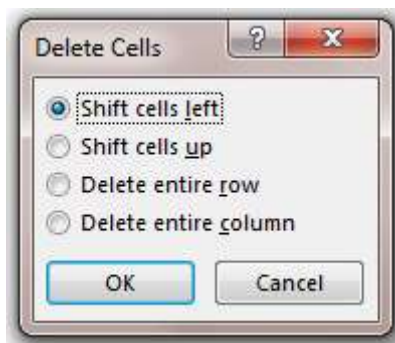 Delete Cells ?
Shift cells left
Shift cells up
Delete entire row
Delete entire column
OK Cancel